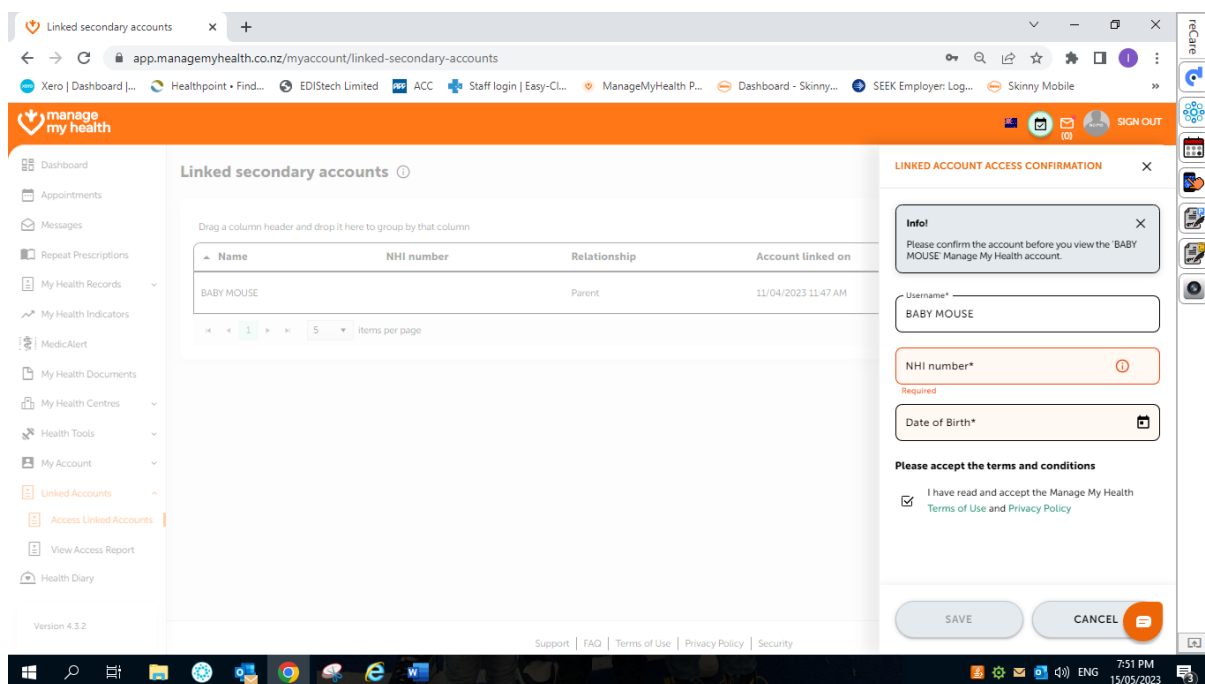 Linked secondary accounts
app.managemyhealth.co.nz/myaccount/linked-secondary-accounts
Xero | Dashboard |... Healthpoint • Find... EDIStech Limited ACC Staff login | Easy-Cl... ManageMyHealth P... Dashboard - Skinny... SEEK Employer: Log... Skinny Mobile »
reCare
manage
my health
(0)
SIGN OUT
Dashboard
Appointments
Messages
Repeat Prescriptions
My Health Records
My Health Indicators
MedicAlert
My Health Documents
My Health Centres
Health Tools
My Account
Linked Accounts
Access Linked Accounts
View Access Report
Health Diary
Version 4.3.2
Linked secondary accounts
Drag a column header and drop it here to group by that column
Name NHI number Relationship Account linked on
BABY MOUSE Parent 11/04/2023 11:47 AM
1 5 items per page
Support | FAQ | Terms of Use | Privacy Policy | Security
LINKED ACCOUNT ACCESS CONFIRMATION
Info!
Please confirm the account before you view the 'BABY
MOUSE' Manage My Health account.
Username*
BABY MOUSE
NHI number*
Required
Date of Birth*
Please accept the terms and conditions
I have read and accept the Manage My Health
Terms of Use and Privacy Policy
SAVE CANCEL
ENG
7:51 PM
15/05/2023